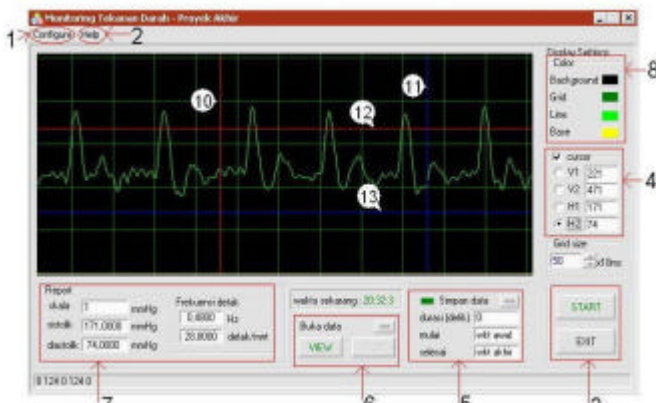 Monitoring Tekanan Darah - Proyek Akhir
1 Configure Help 2
Display Settings
Color
Background
Grid
Line
Base
8
10
11
12
13
cursor
V1 221
V2 471
H1 171
H2 74
4
Grid size
50 x10ms
Report
skala 1 mmHg
sistolik 171.0000 mmHg
diastolik 74.0000 mmHg
Frekuensi detak
Hz
28.8000 detak/menit
waktu sekarang 20:32:3
Buka data
VIEW
Simpan data
durasi (detik) 0
mulai wkt awal
selesai wkt akhir
START
EXIT
0 124 0 124 0
7
6
5
3